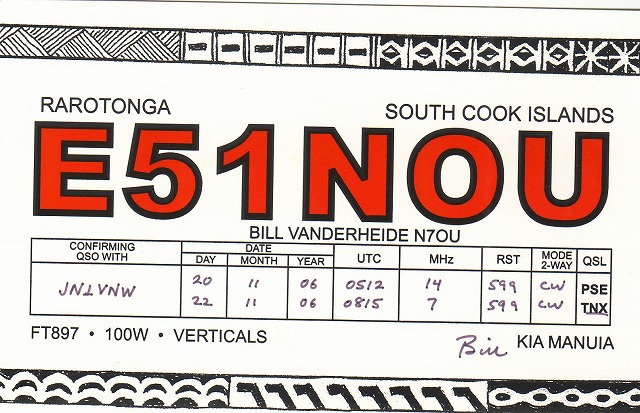 RAROTONGA SOUTH COOK ISLANDS
E51NOU
BILL VANDERHEIDE N7OU
CONFIRMING QSO WITH DATE DAY MONTH YEAR UTC MHz RST MODE 2-WAY QSL
JN1VNW 20 11 06 0512 14 599 CW PSE
22 11 06 0815 7 599 CW TNX
FT897 • 100W • VERTICALS Bill KIA MANUIA